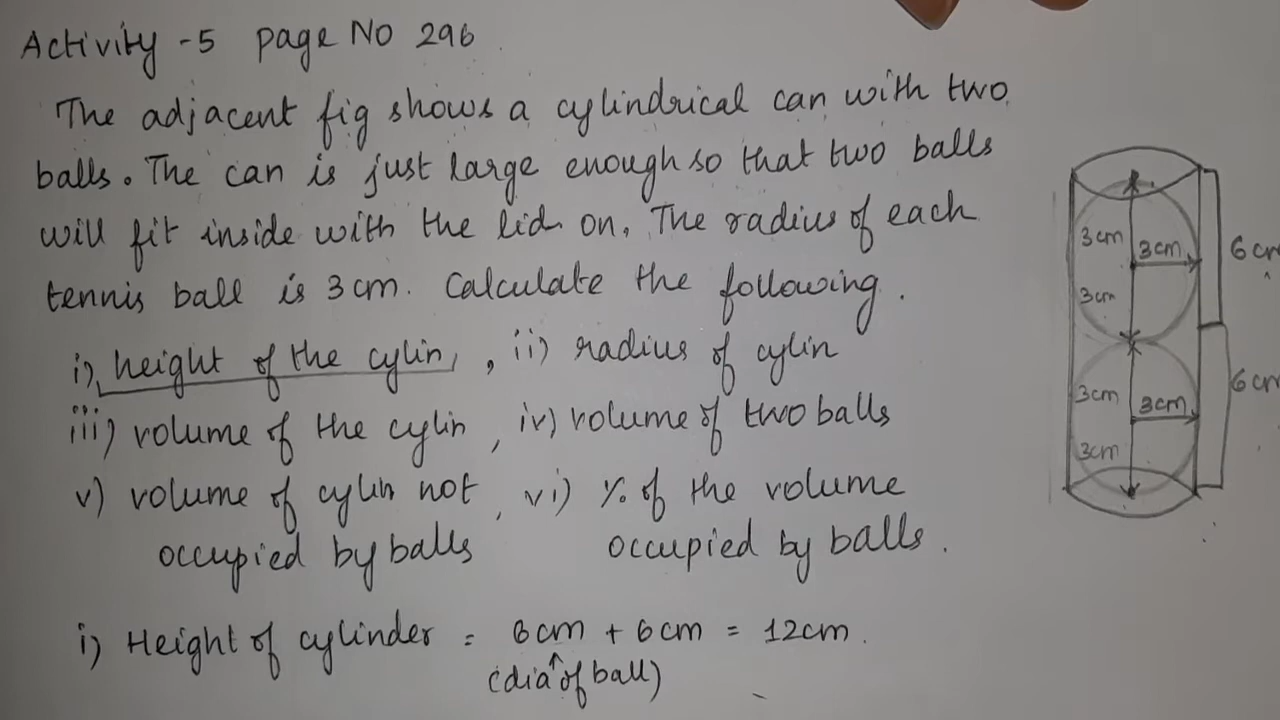 Activity -5 page No 296
The adjacent fig shows a cylindrical can with two
balls. The can is just large enough so that two balls
will fit inside with the lid on. The radius of each
tennis ball is 3 cm. Calculate the following.
i) height of the cylin, ii) radius of cylin
iii) volume of the cylin, iv) volume of two balls
v) volume of cylin not, vi) % of the volume
occupied by balls occupied by balls.
i) Height of cylinder = 6cm + 6cm = 12cm.
(dia of ball)
3cm
3cm
3cm
6cm
3cm
3cm
3cm
6cm